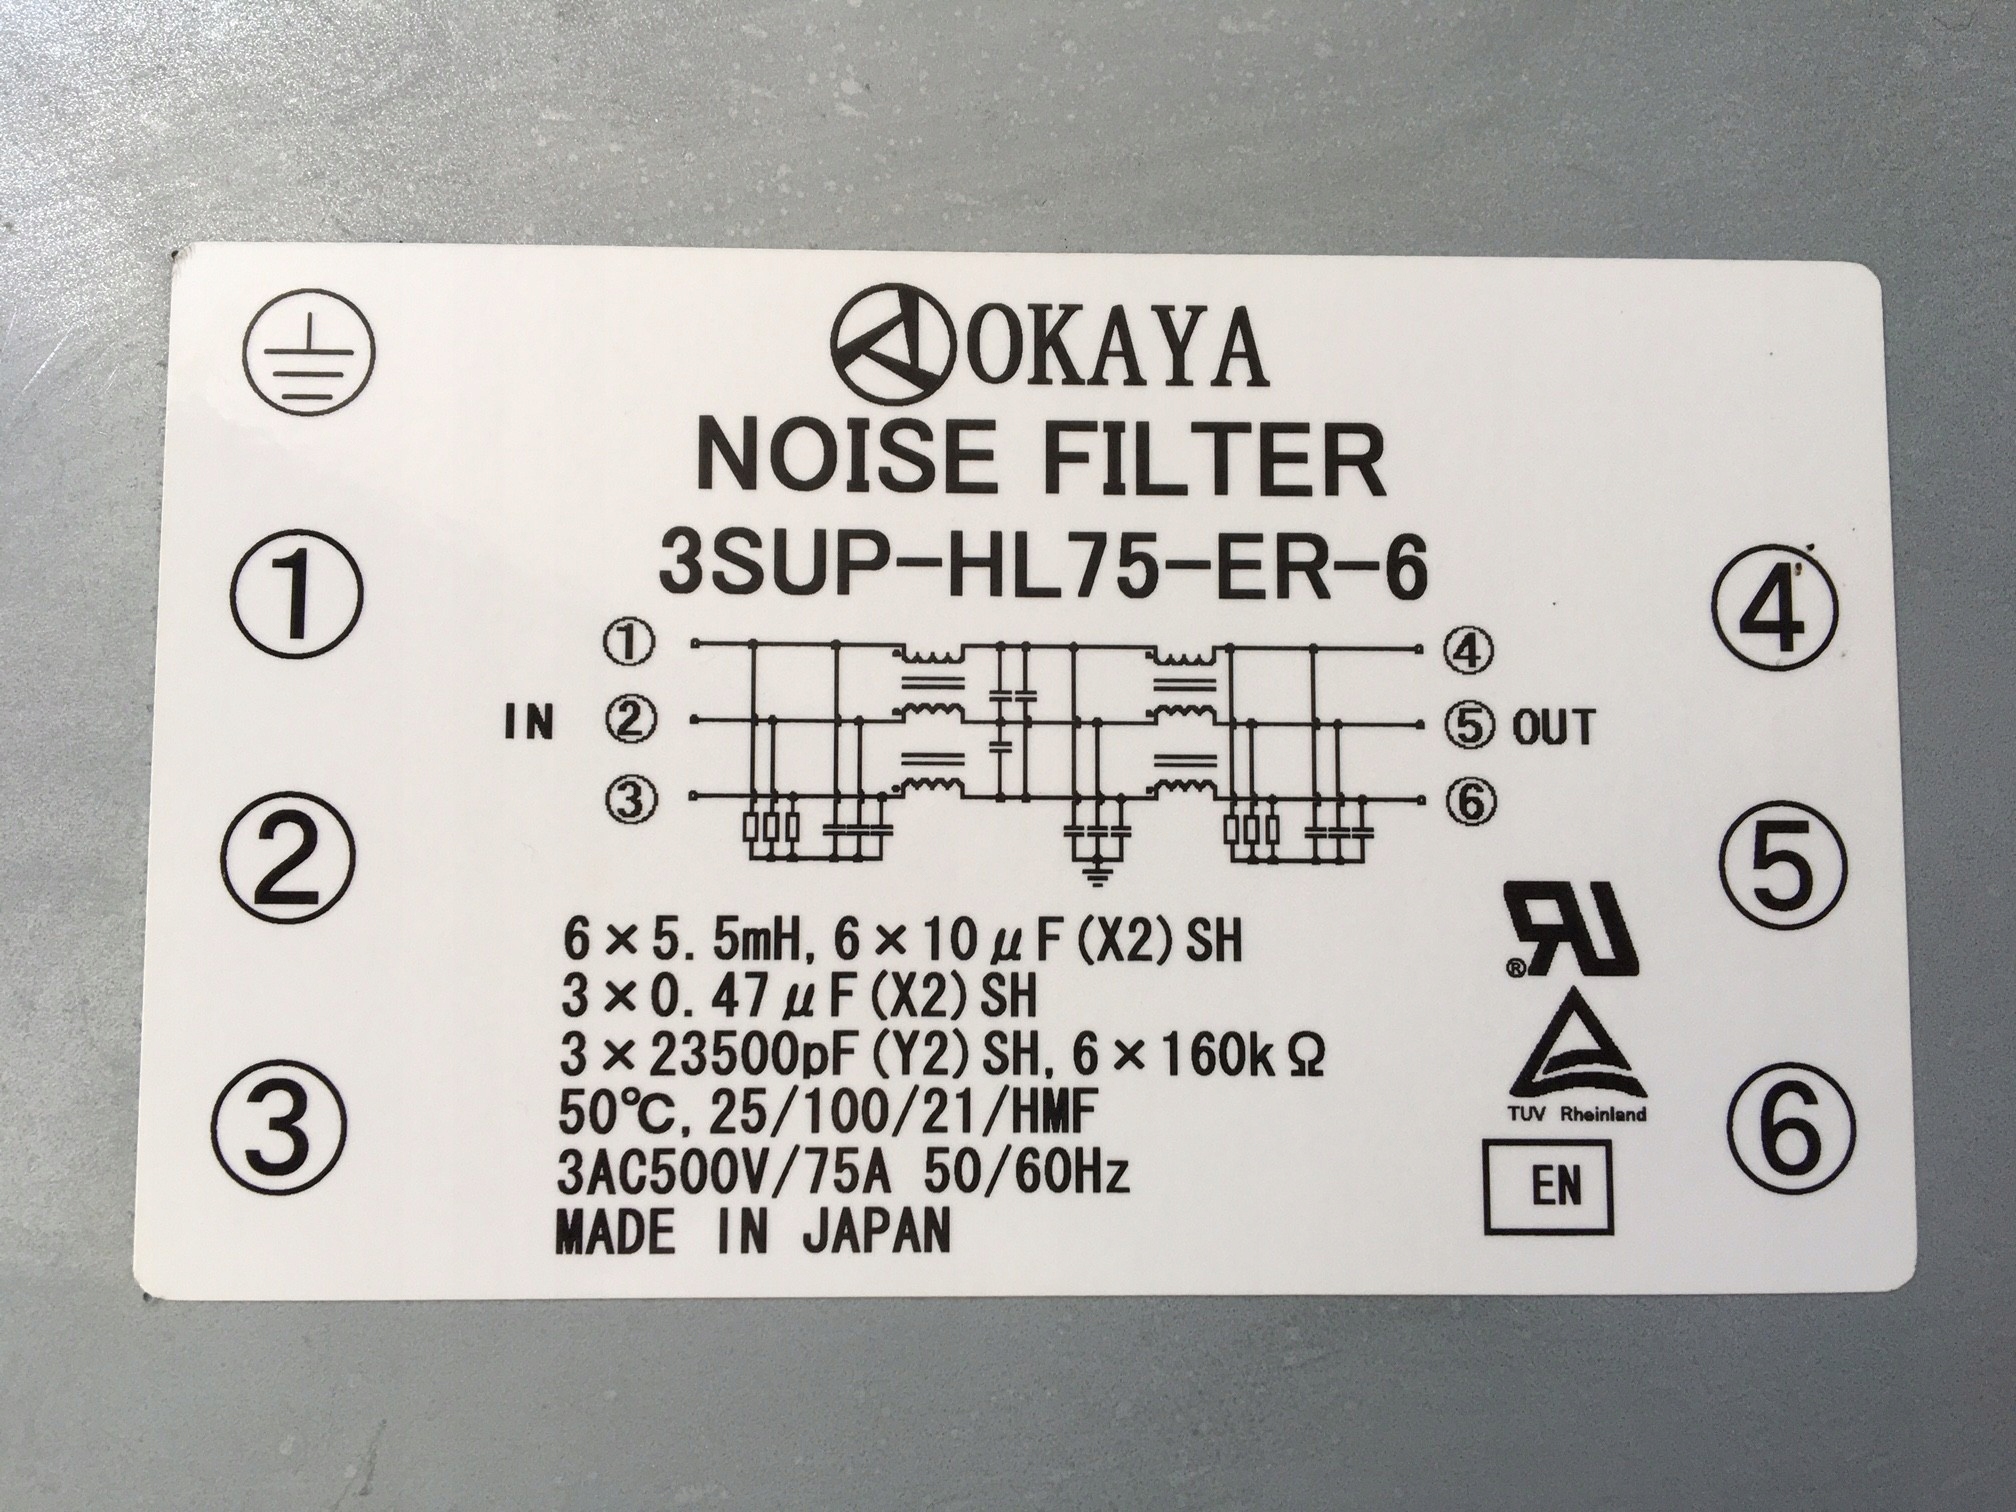 OKAYA
NOISE FILTER
3SUP-HL75-ER-6
① ④
① ④
IN ② ⑤ OUT
③ ⑥
② ⑤
6×5.5mH, 6×10μF(X2)SH
3×0.47μF(X2)SH
3×23500pF(Y2)SH, 6×160kΩ
50℃, 25/100/21/HMF
3AC500V/75A 50/60Hz
MADE IN JAPAN
③ ⑥
RU®
TUV Rheinland
EN